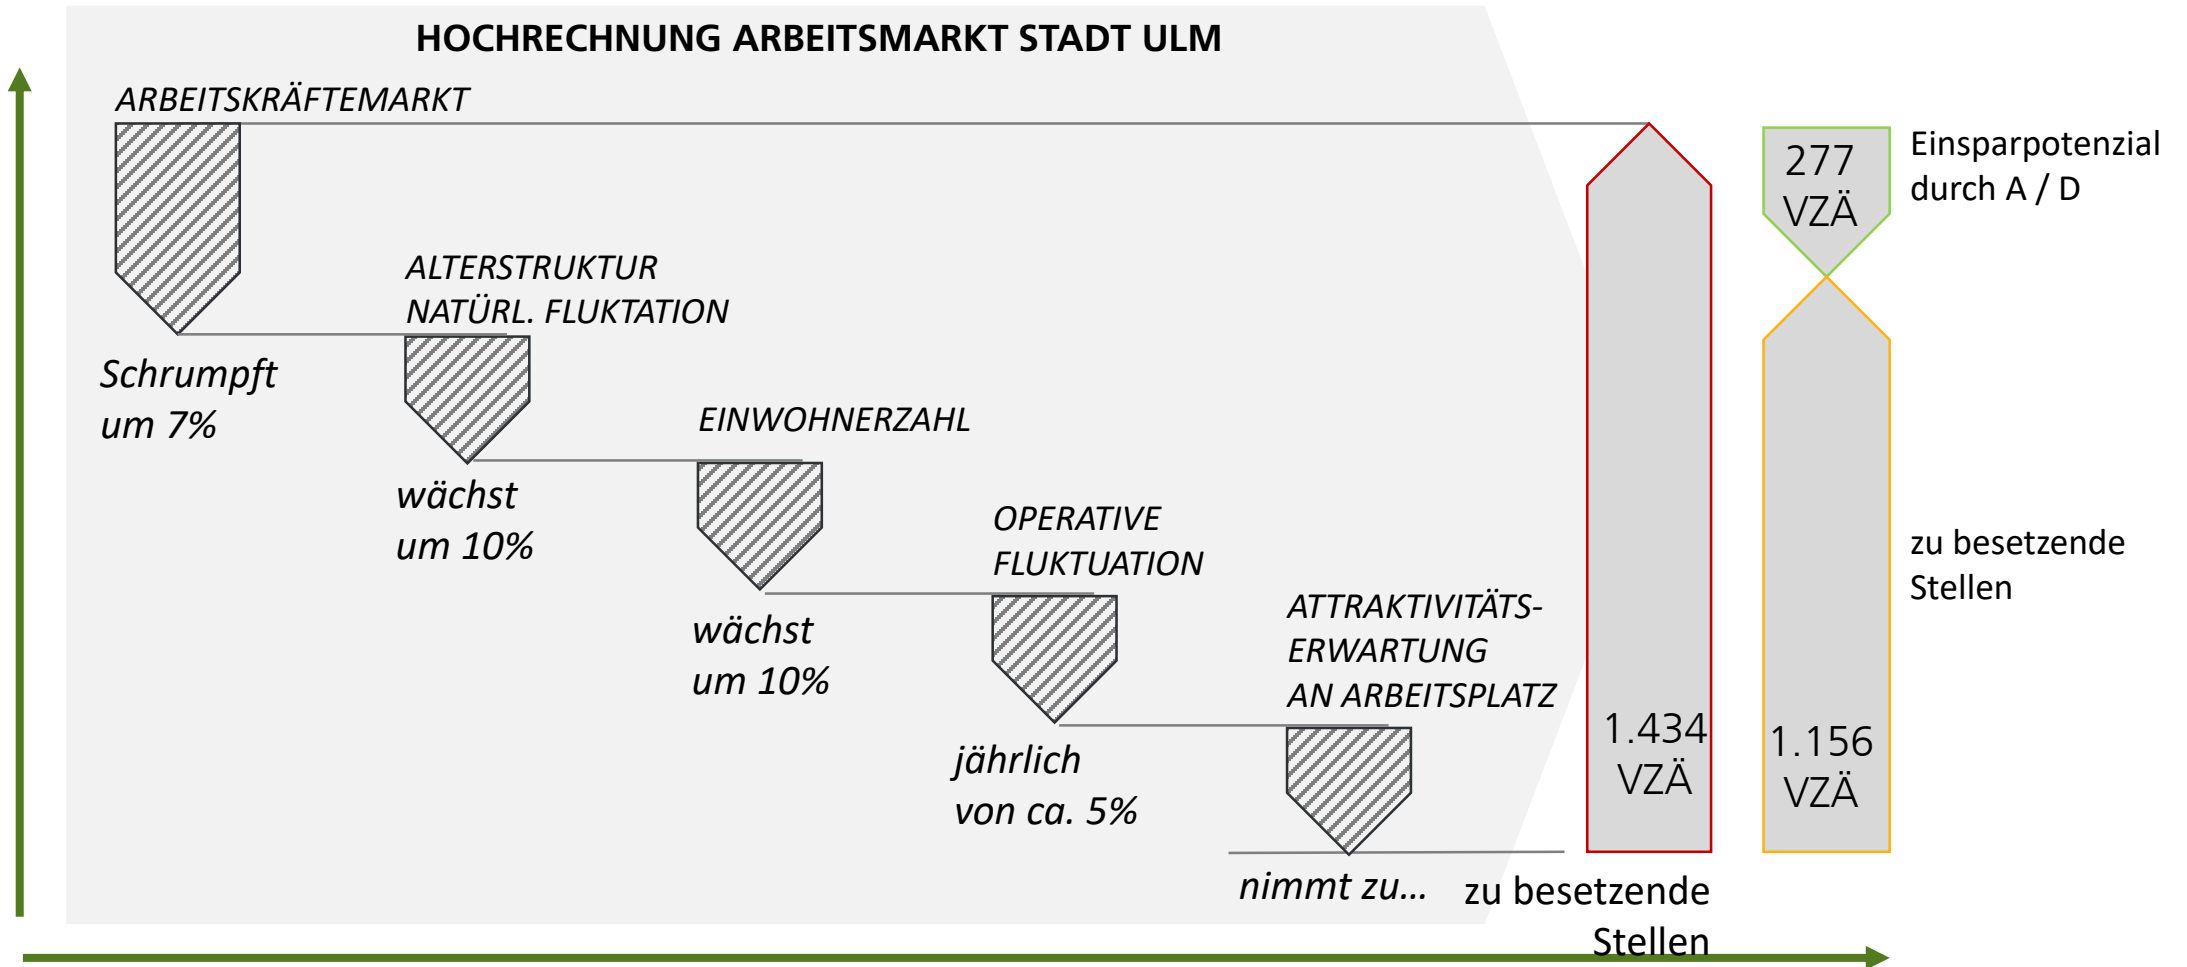 HOCHRECHNUNG ARBEITSMARKT STADT ULM
ARBEITSKRÄFTEMARKT
Schrumpft
um 7%
ALTERSTRUKTUR
NATÜRL. FLUKTATION
wächst
um 10%
EINWOHNERZAHL
wächst
um 10%
OPERATIVE
FLUKTUATION
jährlich
von ca. 5%
ATTRAKTIVITÄTS-
ERWARTUNG
AN ARBEITSPLATZ
nimmt zu...
1.434
VZÄ
zu besetzende
Stellen
277
VZÄ
Einsparpotenzial
durch A / D
1.156
VZÄ
zu besetzende
Stellen